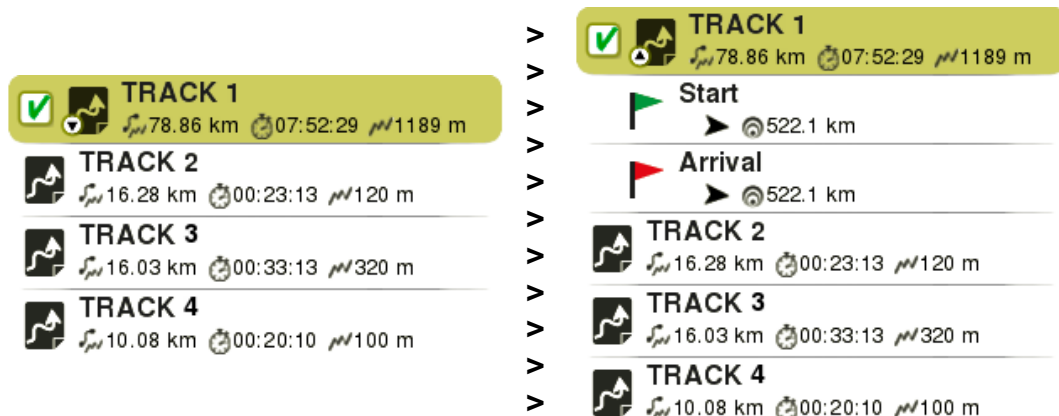 TRACK 1
78.86 km 07:52:29 1189 m
TRACK 2
16.28 km 00:23:13 120 m
TRACK 3
16.03 km 00:33:13 320 m
TRACK 4
10.08 km 00:20:10 100 m
>
>
>
>
>
>
>
>
>
>
>
TRACK 1
78.86 km 07:52:29 1189 m
Start
522.1 km
Arrival
522.1 km
TRACK 2
16.28 km 00:23:13 120 m
TRACK 3
16.03 km 00:33:13 320 m
TRACK 4
10.08 km 00:20:10 100 m